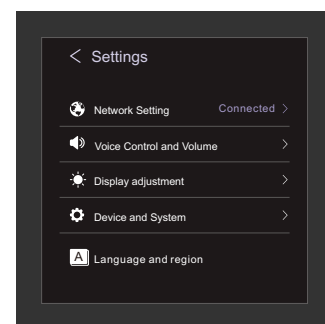 Settings
Network Setting Connected
Voice Control and Volume
Display adjustment
Device and System
A Language and region